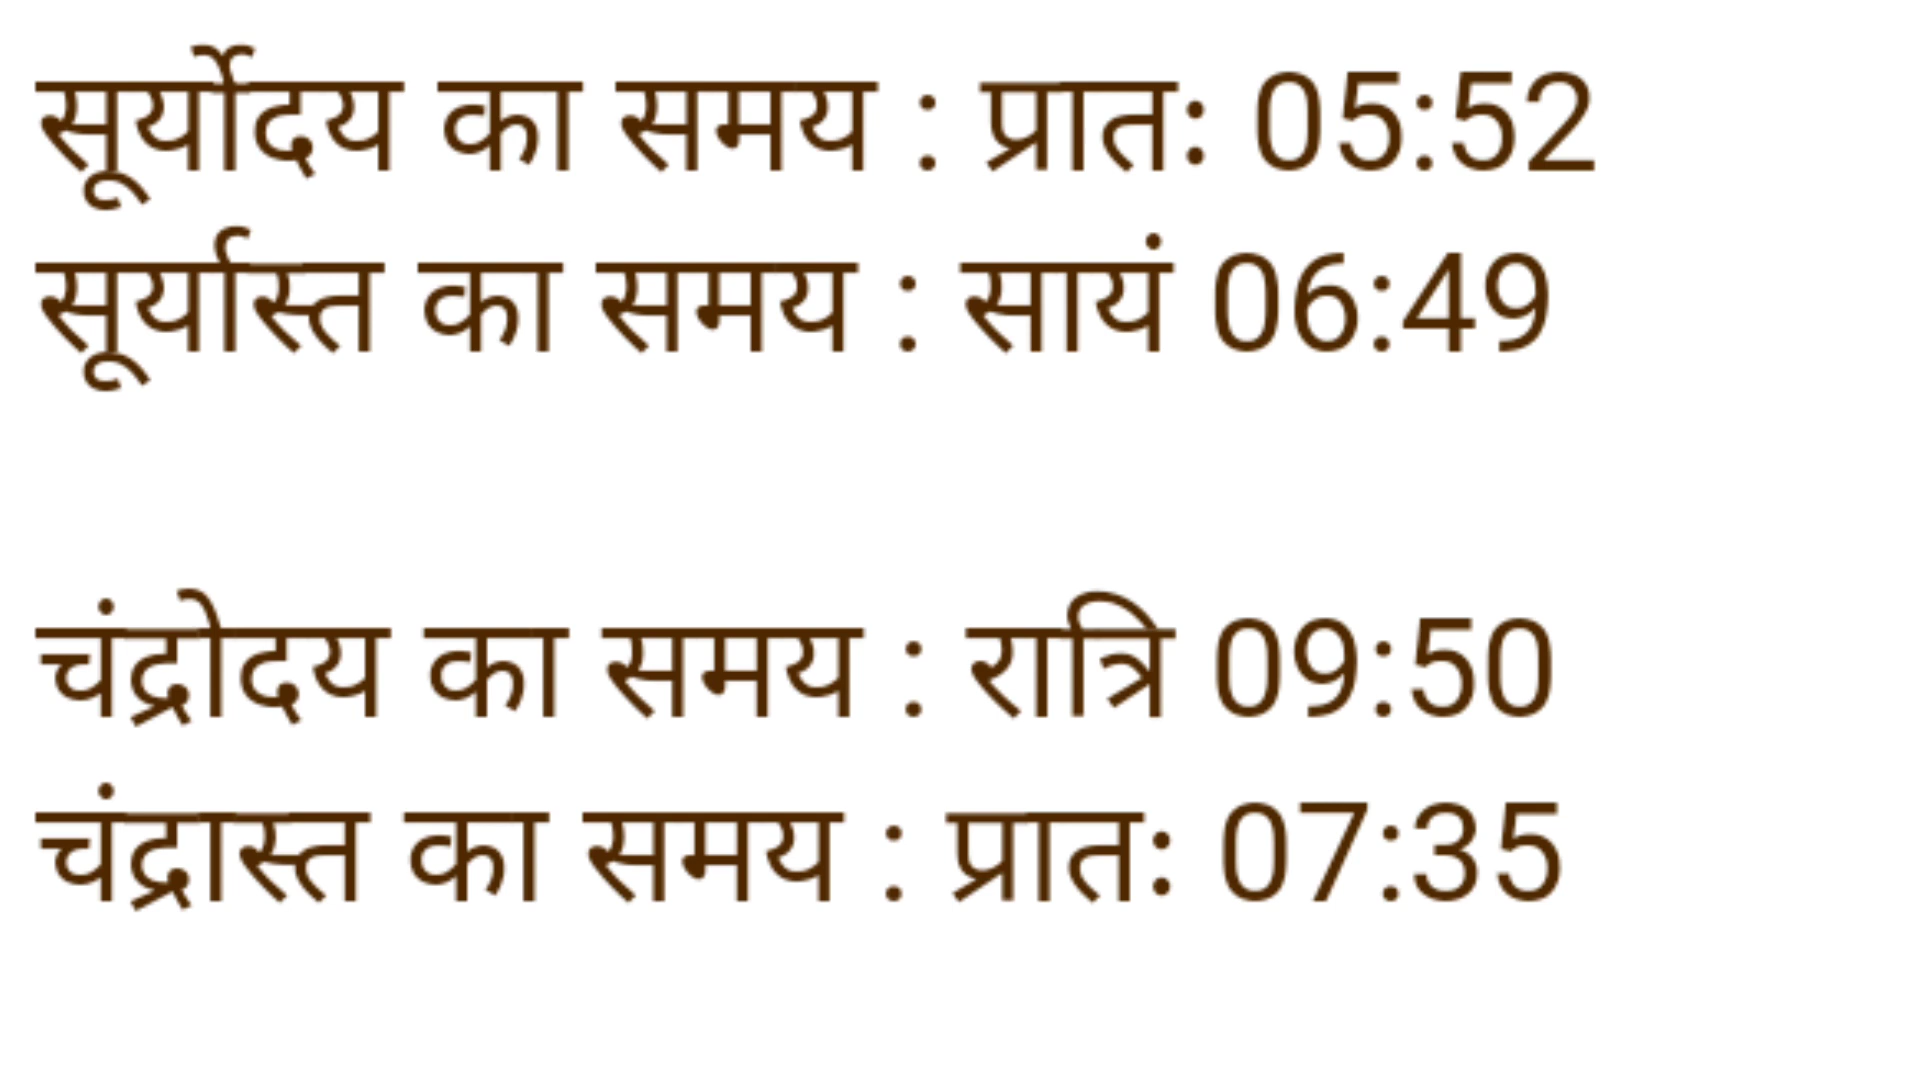 सूर्योदय का समय : प्रातः 05:52
सूर्यास्त का समय : सायं 06:49
चंद्रोदय का समय : रात्रि 09:50
चंद्रास्त का समय : प्रातः 07:35